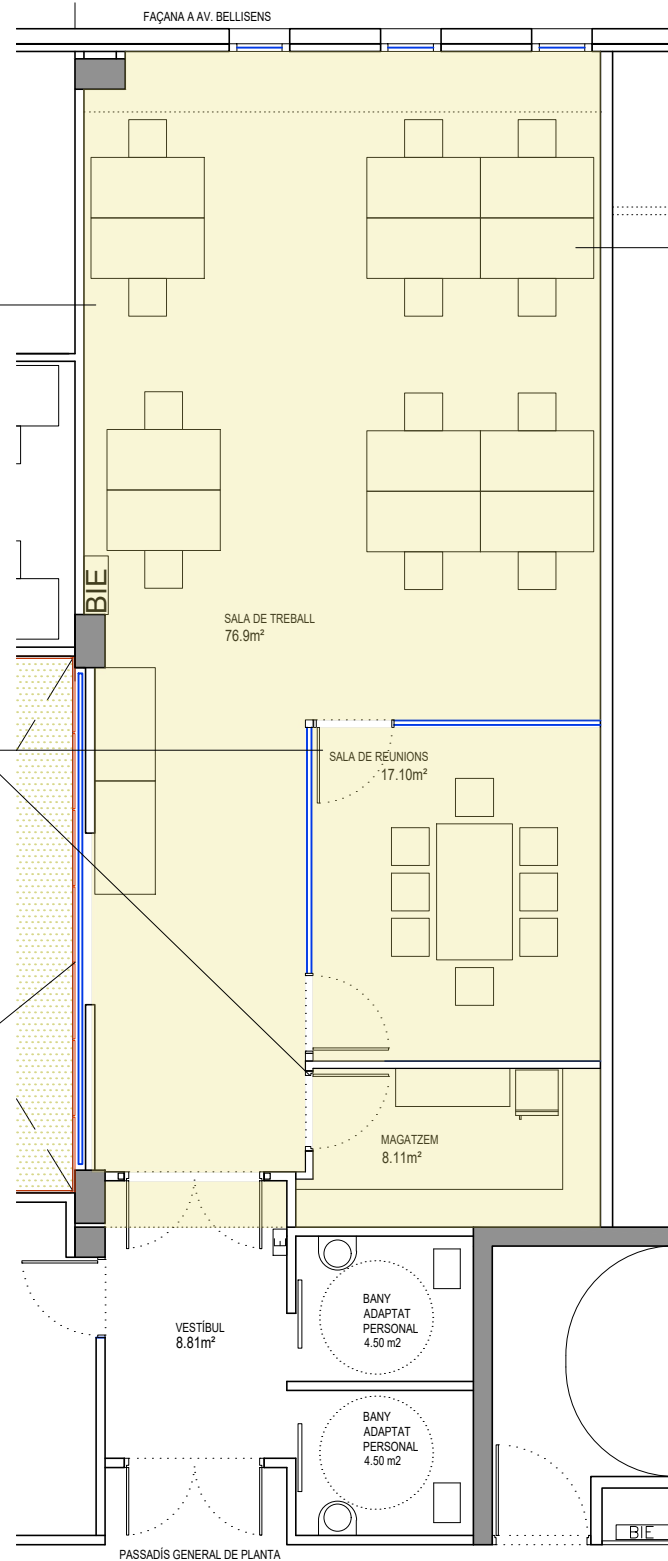 FAÇANA A AV. BELLISENS
BIE
SALA DE TREBALL
76.9m²
SALA DE REUNIONS
17.10m²
MAGATZEM
8.11m²
VESTÍBUL
8.81m²
BANY
ADAPTAT
PERSONAL
4.50 m2
BANY
ADAPTAT
PERSONAL
4.50 m2
BIE
PASSADÍS GENERAL DE PLANTA